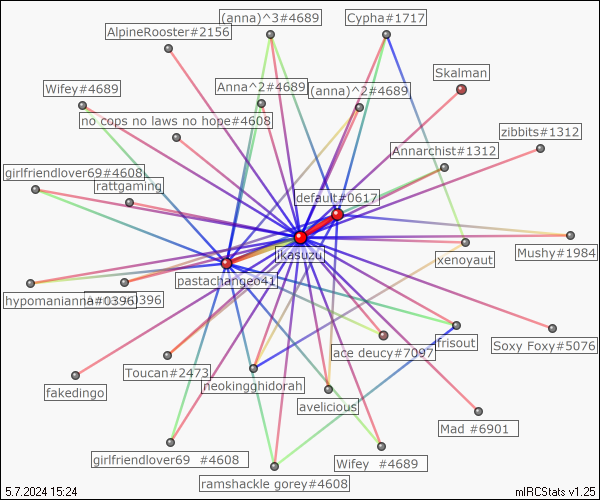 (anna)^3#4689
Cypha#1717
AlpineRooster#2156
Skalman
Wifey#4689
Anna^2#4689
(anna)^2#4689
no cops no laws no hope#4608
zibbits#1312
Annarchist#1312
girlfriendlover69#4608
rattgaming
default#0617
jkasuzu
Mushy#1984
xenoyaut
pastachangeo41
hypomanianna#0396
0396
frisout
Soxy Foxy#5076
ace deucy#7097
Toucan#2473
neokingghidorah
fakedingo
avelicious
Mad #6901
girlfriendlover69 #4608
Wifey #4689
ramshackle gorey#4608
5.7.2024 15:24
mIRCStats v1.25